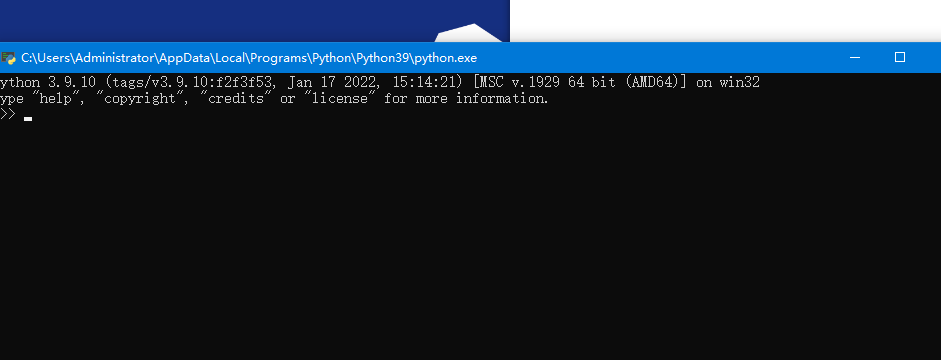 C:\Users\Administrator\AppData\Local\Programs\Python\Python39\python.exe
ython 3.9.10 (tags/v3.9.10:f2f3f53, Jan 17 2022, 15:14:21) [MSC v.1929 64 bit (AMD64)] on win32
ype "help", "copyright", "credits" or "license" for more information.
>>